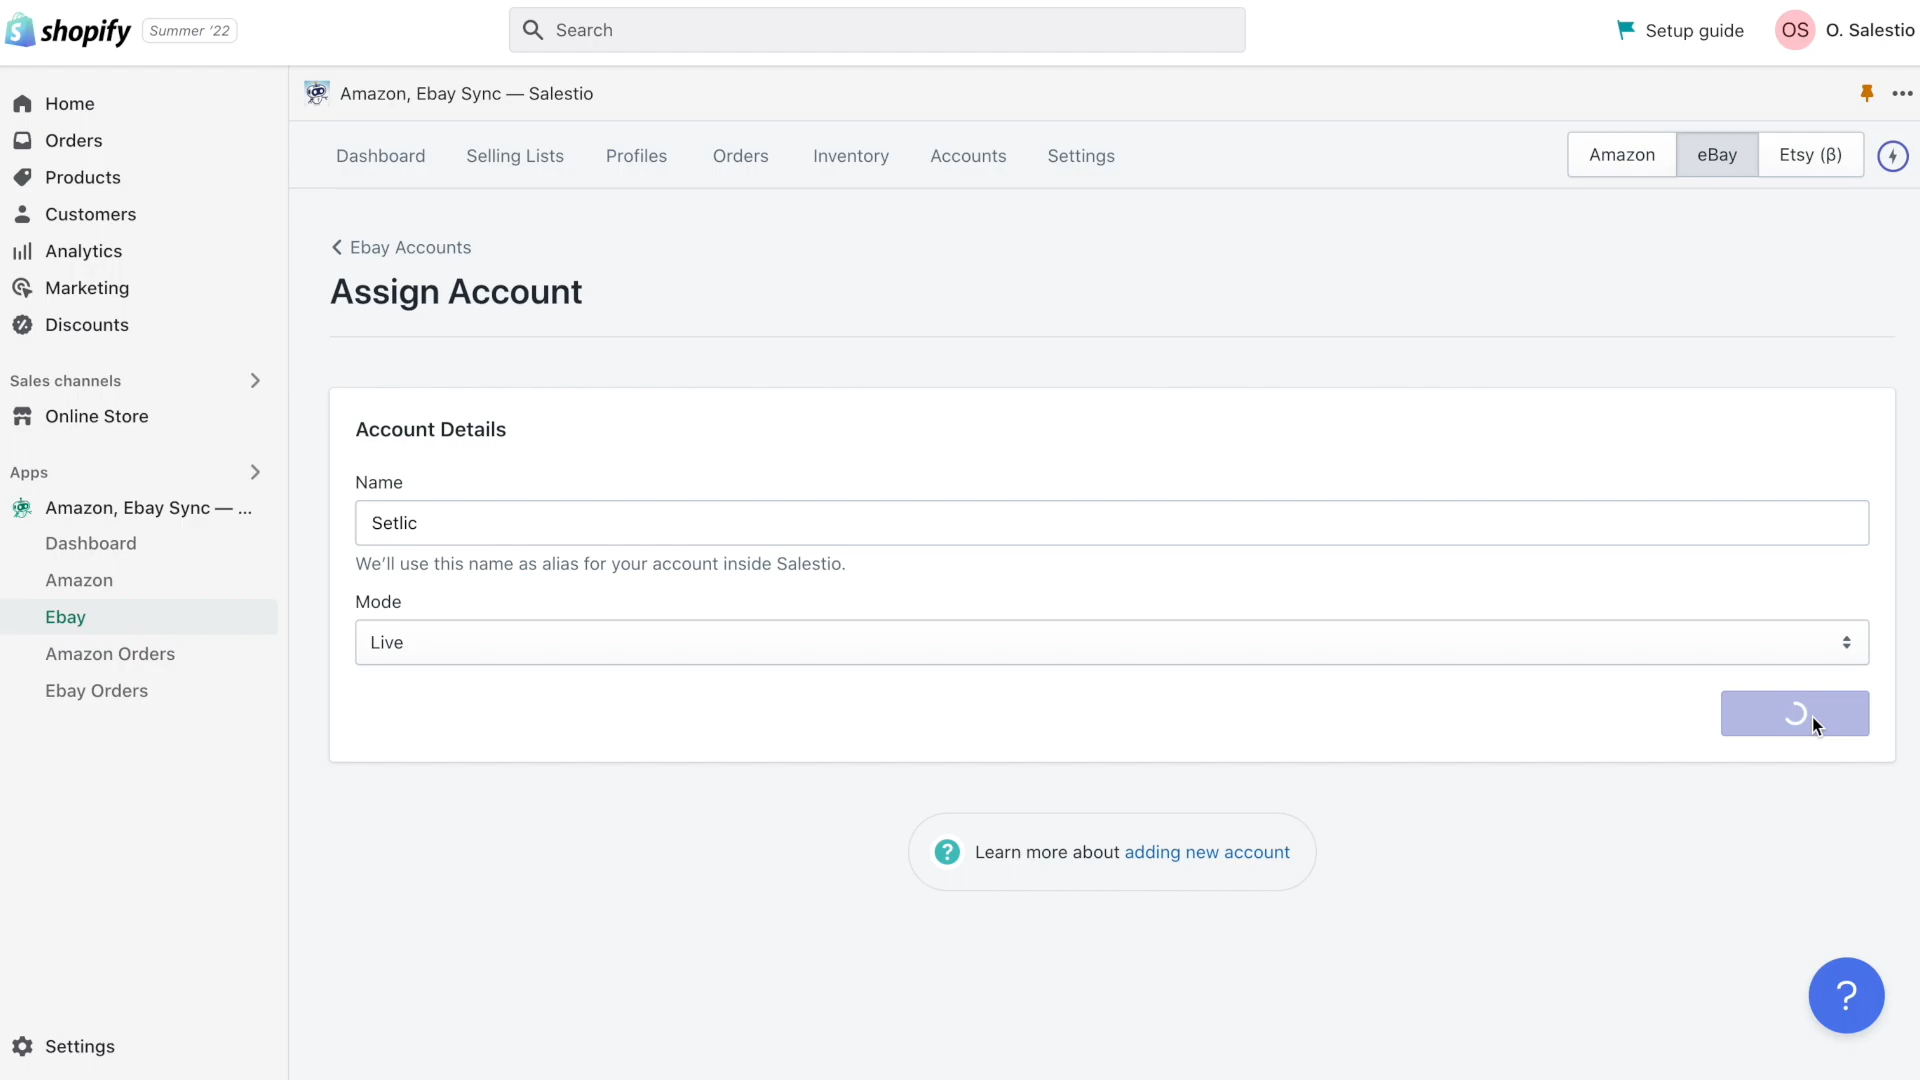 shopify
Summer '22
Search
Setup guide
OS
O. Salestio
Home
Orders
Products
Customers
Analytics
Marketing
Discounts
Sales channels
Online Store
Apps
Amazon, Ebay Sync — ...
Dashboard
Amazon
Ebay
Amazon Orders
Ebay Orders
Settings
Amazon, Ebay Sync — Salestio
Dashboard
Selling Lists
Profiles
Orders
Inventory
Accounts
Settings
Amazon
eBay
Etsy (β)
Ebay Accounts
Assign Account
Account Details
Name
Setlic
We'll use this name as alias for your account inside Salestio.
Mode
Live
? Learn more about adding new account
?